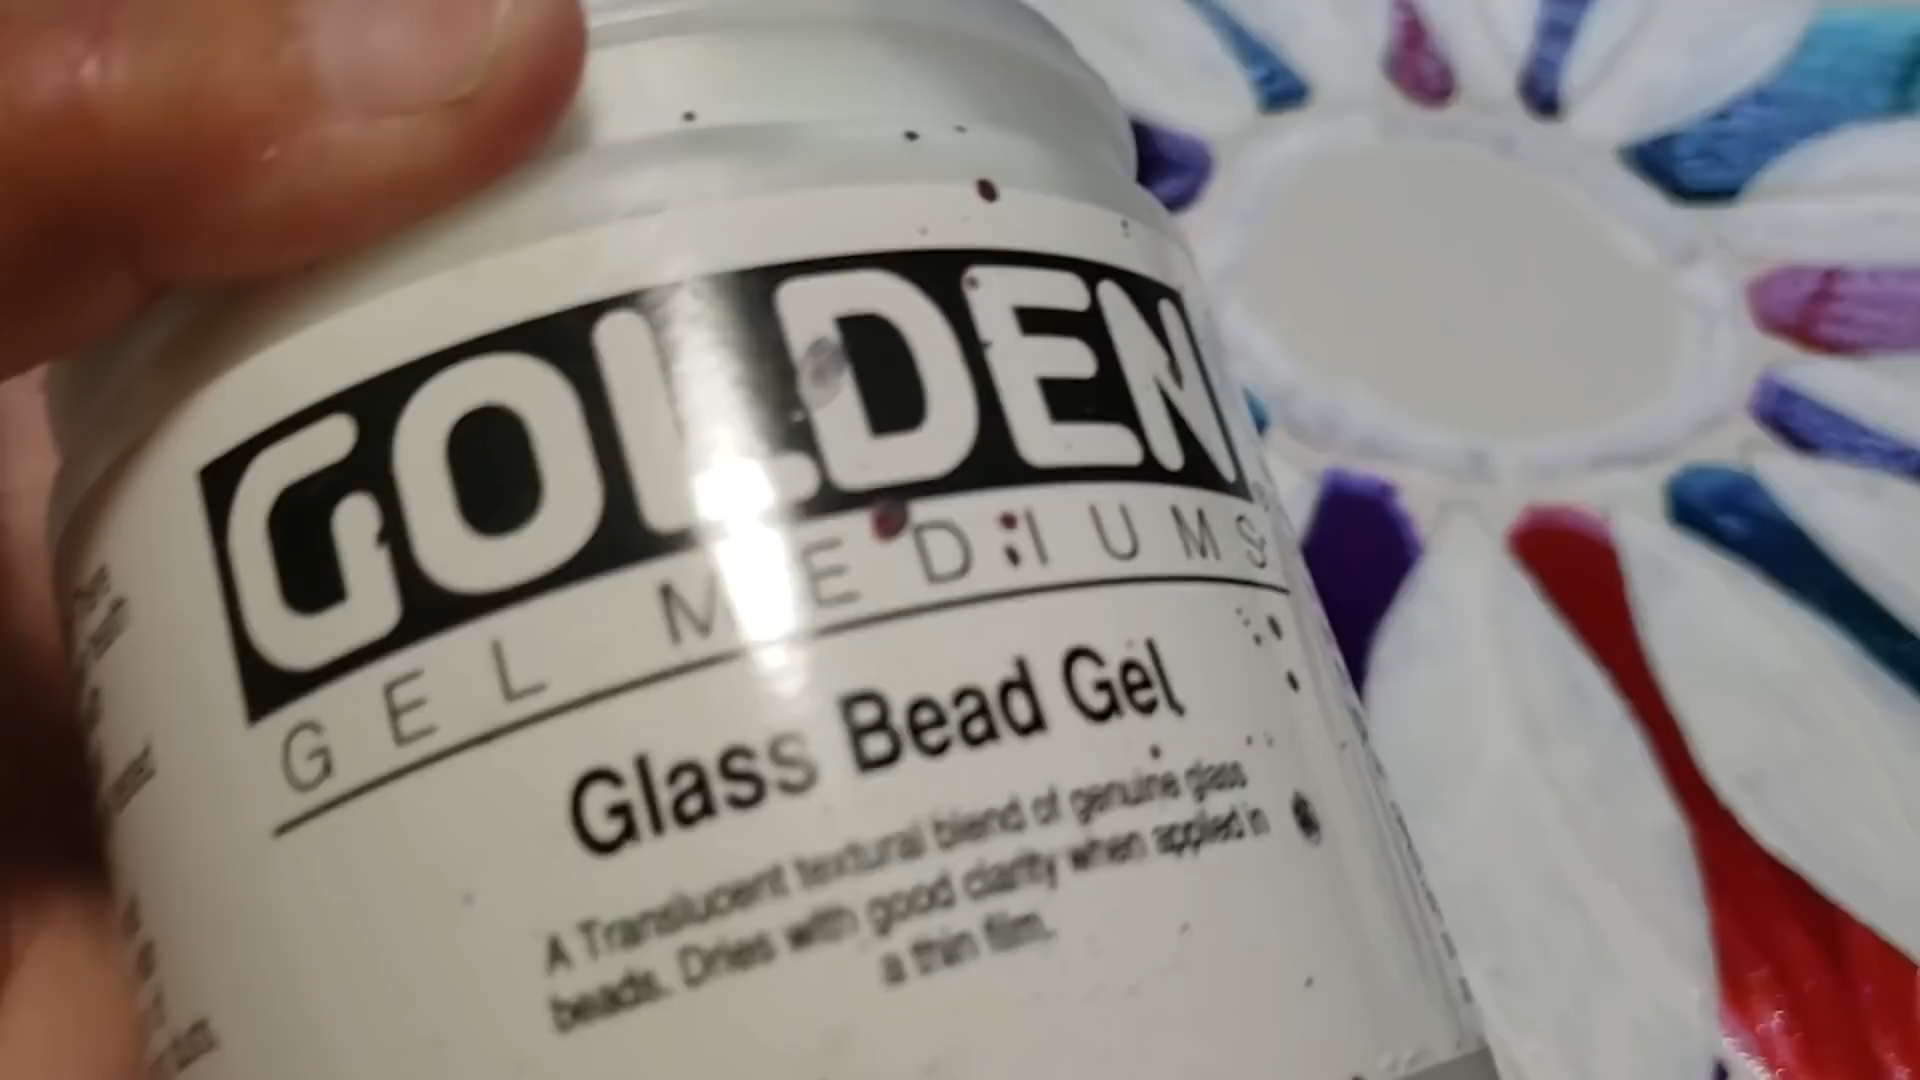 GOLDEN
GEL MEDIUMS
Glass Bead Gel
A Translucent textural blend of genuine glass
beads. Dries with good clarity when applied in
a thin film.